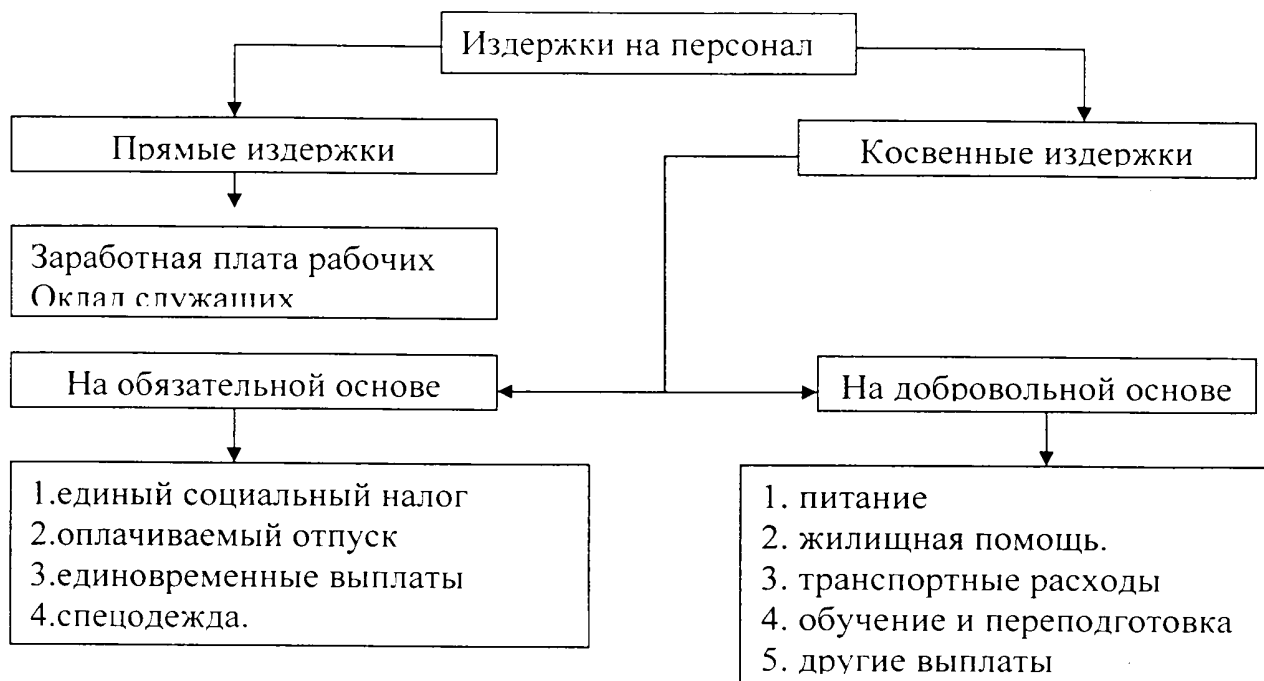 Издержки на персонал
Прямые издержки
Косвенные издержки
Заработная плата рабочих
Оклад служащих
На обязательной основе
На добровольной основе
1.единый социальный налог
2.оплачиваемый отпуск
3.единовременные выплаты
4.спецодежда.
1. питание
2. жилищная помощь.
3. транспортные расходы
4. обучение и переподготовка
5. другие выплаты